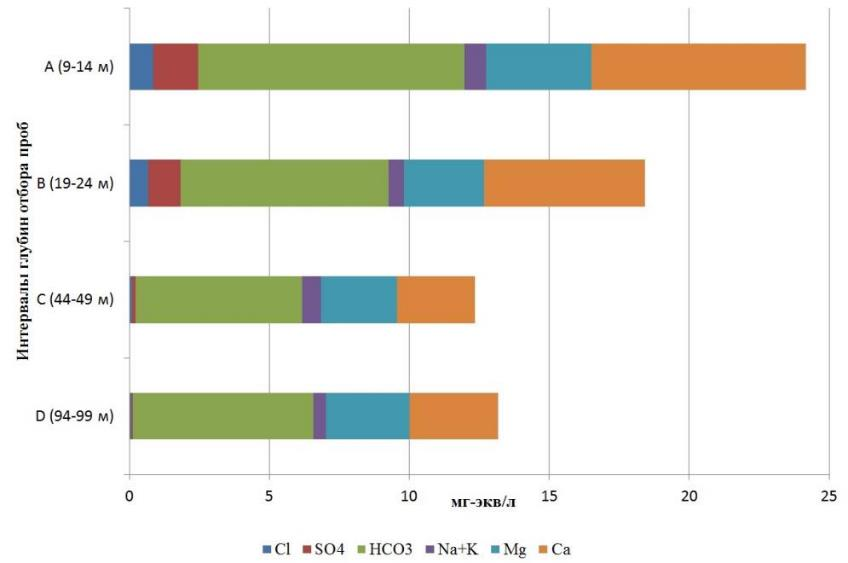 Интервалы глубин отбора проб
A (9-14 м)
B (19-24 м)
C (44-49 м)
D (94-99 м)
0 5 10 15 20 25
мг-экв/л
Cl SO4 HCO3 Na+K Mg Ca